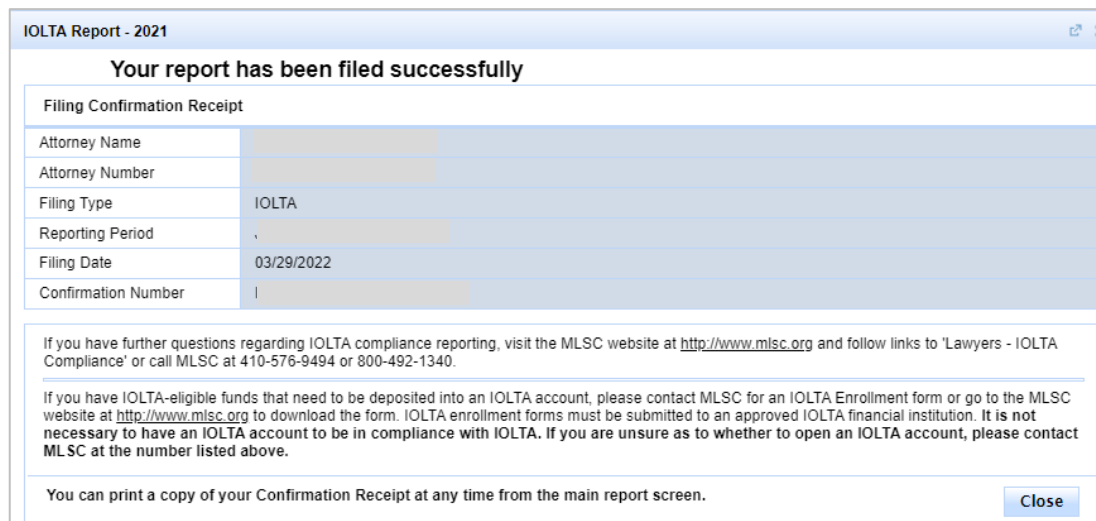 IOLTA Report - 2021
Your report has been filed successfully
Filing Confirmation Receipt
Attorney Name
Attorney Number
Filing Type IOLTA
Reporting Period
Filing Date 03/29/2022
Confirmation Number
If you have further questions regarding IOLTA compliance reporting, visit the MLSC website at http://www.mlsc.org and follow links to 'Lawyers - IOLTA
Compliance' or call MLSC at 410-576-9494 or 800-492-1340.
If you have IOLTA-eligible funds that need to be deposited into an IOLTA account, please contact MLSC for an IOLTA Enrollment form or go to the MLSC
website at http://www.mlsc.org to download the form. IOLTA enrollment forms must be submitted to an approved IOLTA financial institution. It is not
necessary to have an IOLTA account to be in compliance with IOLTA. If you are unsure as to whether to open an IOLTA account, please contact
MLSC at the number listed above.
You can print a copy of your Confirmation Receipt at any time from the main report screen.
Close